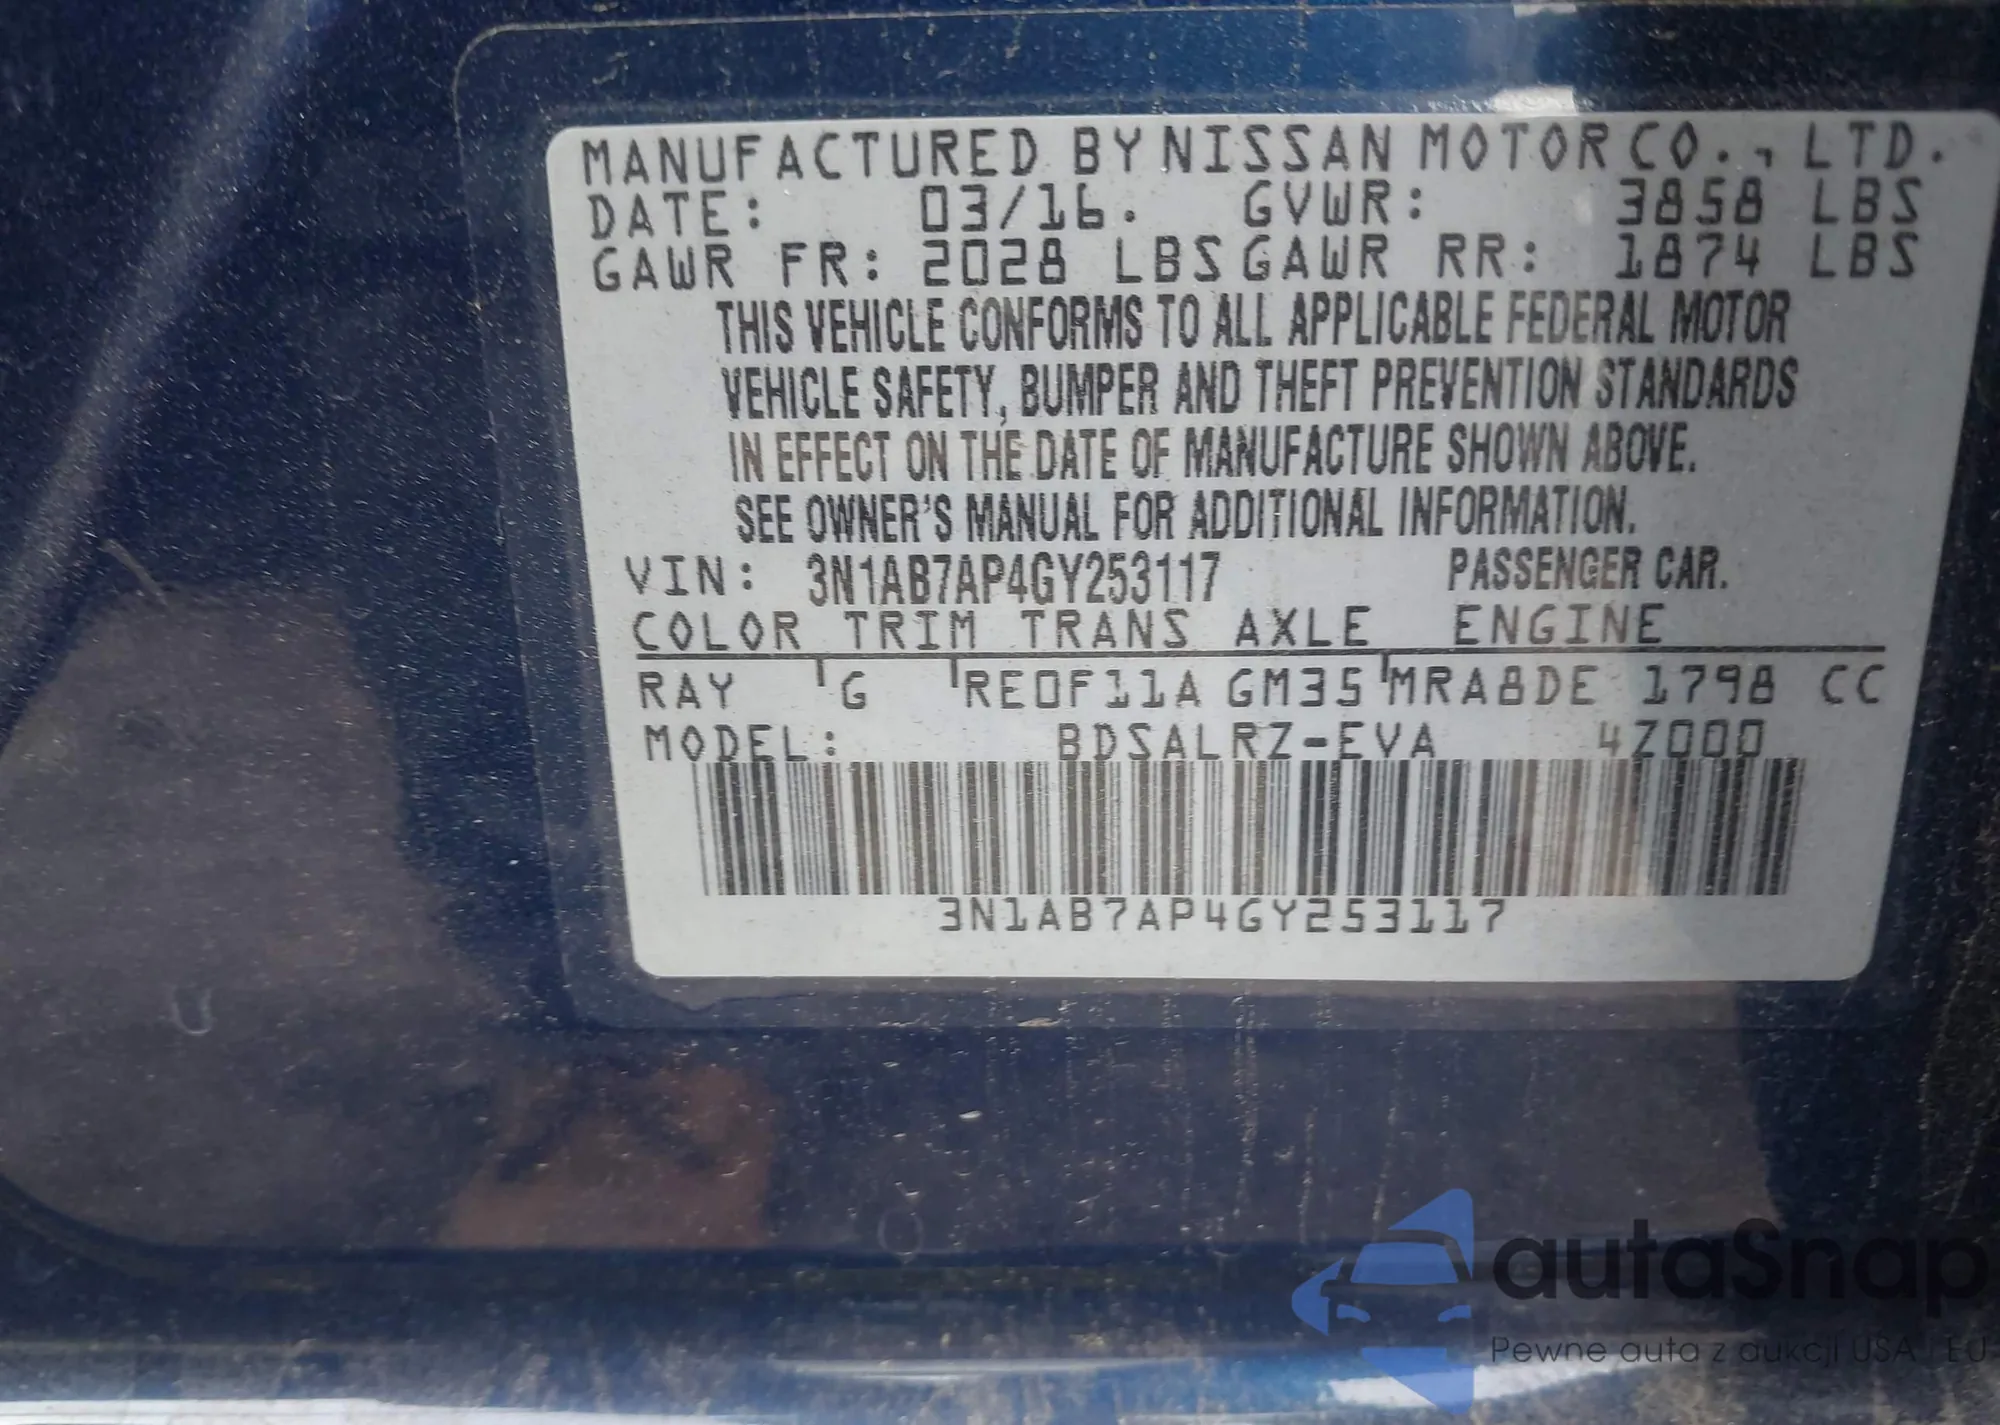 MANUFACTURED BY NISSAN MOTOR CO., LTD.
DATE: 03/16. GVWR: 3858 LBS
GAWR FR: 2028 LBS GAWR RR: 1874 LBS
THIS VEHICLE CONFORMS TO ALL APPLICABLE FEDERAL MOTOR
VEHICLE SAFETY, BUMPER AND THEFT PREVENTION STANDARDS
IN EFFECT ON THE DATE OF MANUFACTURE SHOWN ABOVE.
SEE OWNER'S MANUAL FOR ADDITIONAL INFORMATION.
VIN: 3N1AB7AP4GY253117 PASSENGER CAR.
COLOR TRIM TRANS AXLE ENGINE
RAY G RE0F11A GM35 MRA8DE 1798 CC
MODEL: BDSALRZ-EVA 4Z000
3N1AB7AP4GY253117
autaSnap
Pewne auta z aukcji USA i EU